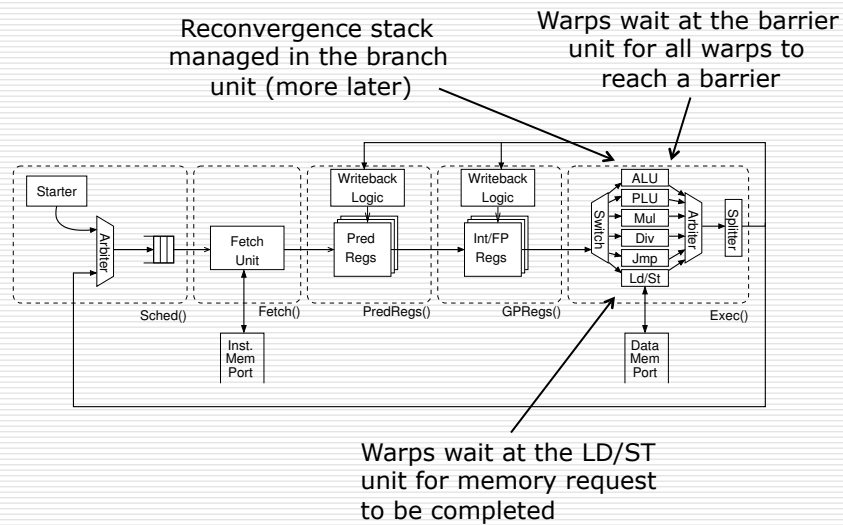 Reconvergence stack
managed in the branch
unit (more later)
Warps wait at the barrier
unit for all warps to
reach a barrier
Starter
Arbiter
Sched()
Fetch
Unit
Fetch()
Inst.
Mem
Port
Writeback
Logic
Pred
Regs
PredRegs()
Writeback
Logic
Int/FP
Regs
GPRegs()
Switch
ALU
PLU
Mul
Div
Jmp
Ld/St
Arbiter
Splitter
Exec()
Data
Mem
Port
Warps wait at the LD/ST
unit for memory request
to be completed